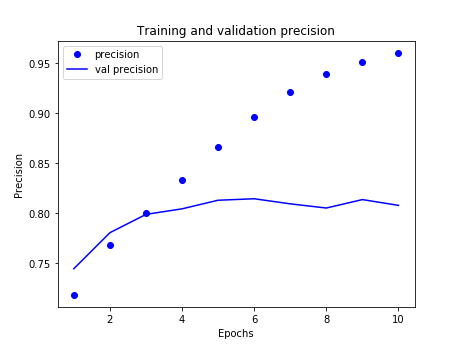 Training and validation precision
precision
val precision
Precision
0.95
0.90
0.85
0.80
0.75
2 4 6 8 10
Epochs